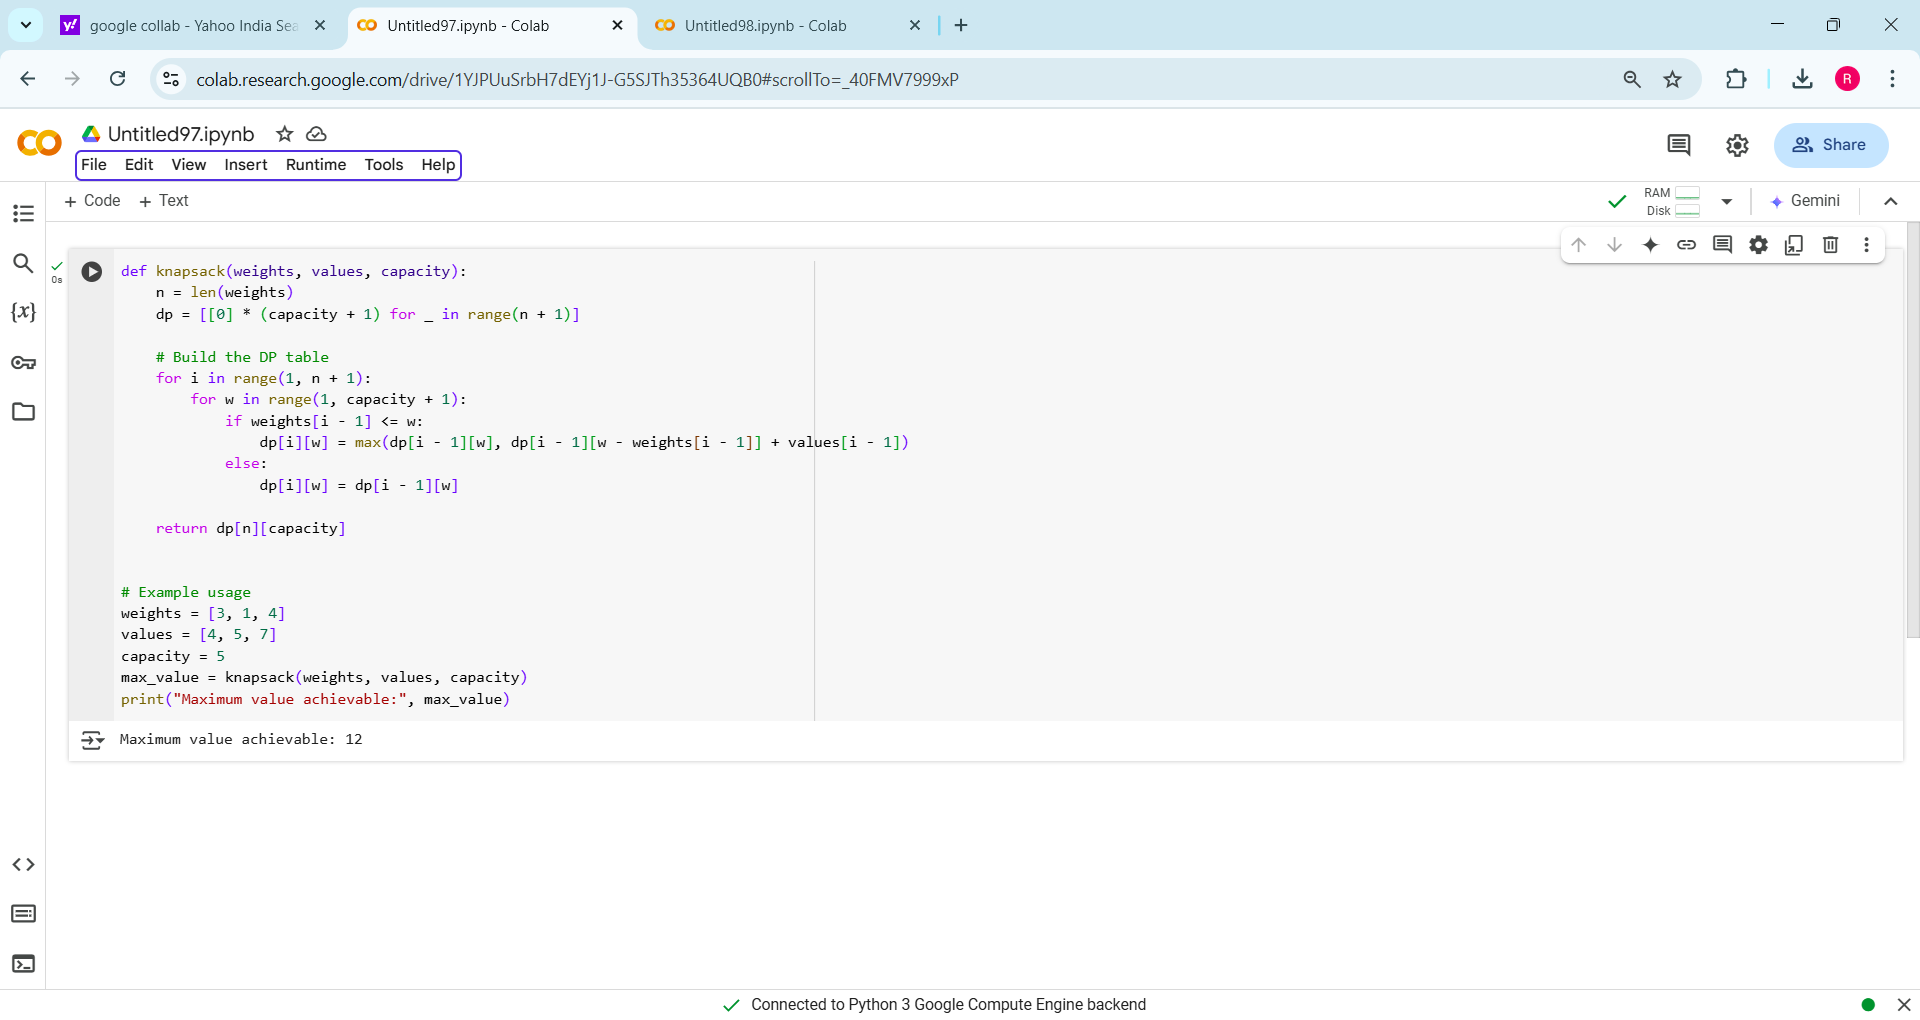 google collab - Yahoo India Sea
Untitled97.ipynb - Colab
Untitled98.ipynb - Colab
colab.research.google.com/drive/1YJPUuSrbH7dEYj1J-G5SJTh35364UQB0#scrollTo=_40FMV7999xP
R
Untitled97.ipynb
File Edit View Insert Runtime Tools Help
Share
+ Code + Text
RAM
Disk
Gemini
0s
def knapsack(weights, values, capacity):
    n = len(weights)
    dp = [[0] * (capacity + 1) for _ in range(n + 1)]
    # Build the DP table
    for i in range(1, n + 1):
        for w in range(1, capacity + 1):
            if weights[i - 1] <= w:
                dp[i][w] = max(dp[i - 1][w], dp[i - 1][w - weights[i - 1]] + values[i - 1])
            else:
                dp[i][w] = dp[i - 1][w]
    return dp[n][capacity]
# Example usage
weights = [3, 1, 4]
values = [4, 5, 7]
capacity = 5
max_value = knapsack(weights, values, capacity)
print("Maximum value achievable:", max_value)
Maximum value achievable: 12
Connected to Python 3 Google Compute Engine backend